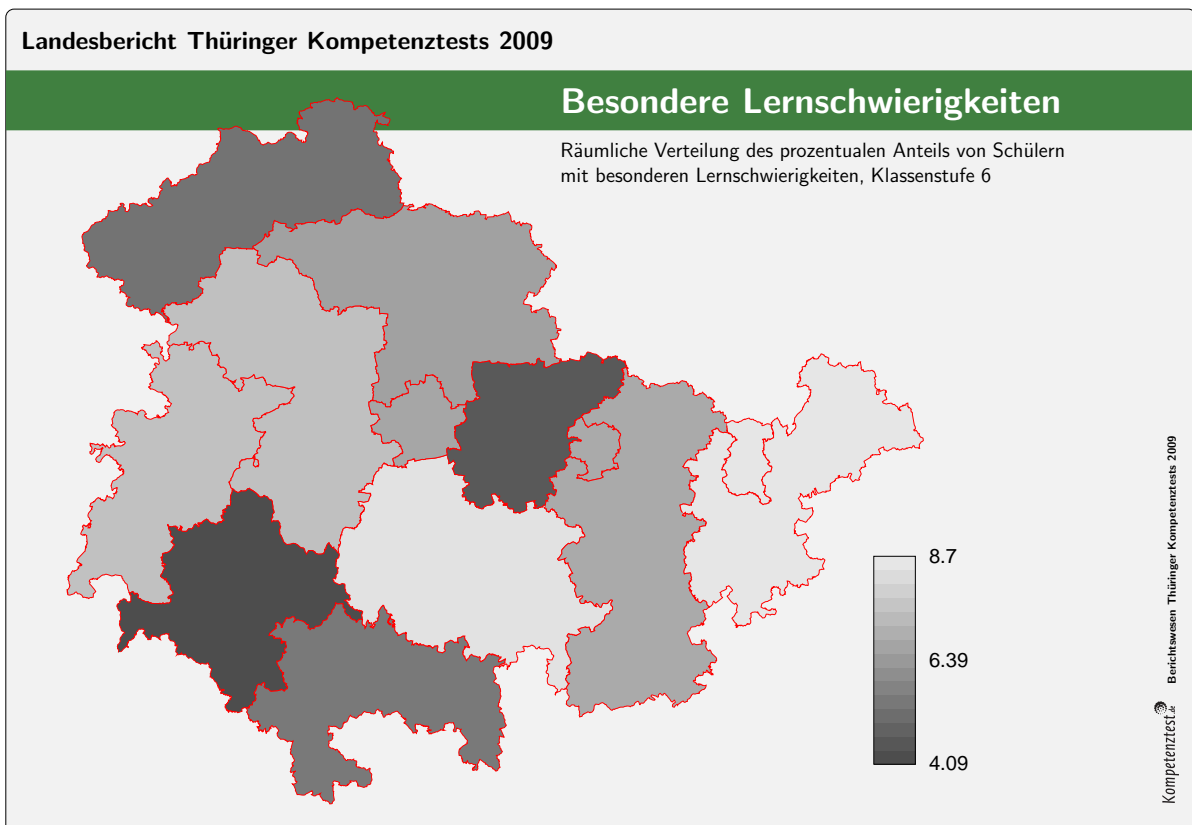 Landesbericht Thüringer Kompetenztests 2009
Besondere Lernschwierigkeiten
Räumliche Verteilung des prozentualen Anteils von Schülern
mit besonderen Lernschwierigkeiten, Klassenstufe 6
8.7
6.39
4.09
Kompetenztest.de Berichtswesen Thüringer Kompetenztests 2009